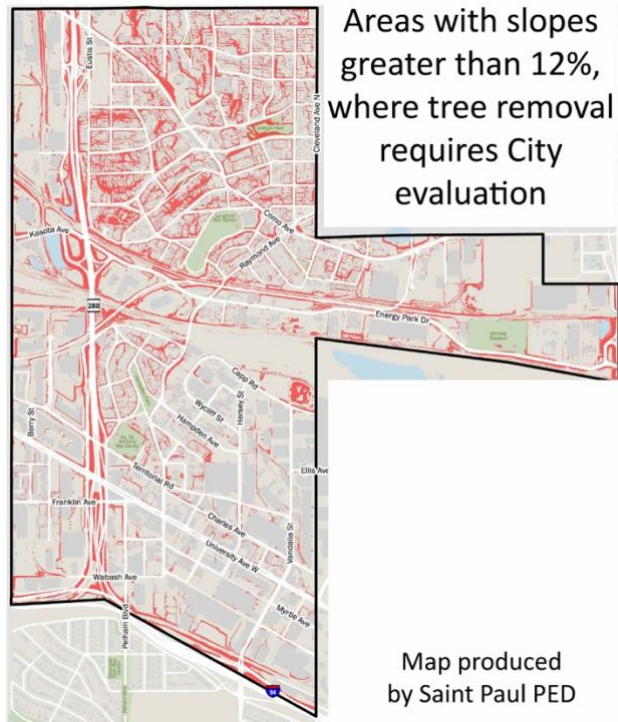 Areas with slopes
greater than 12%,
where tree removal
requires City
evaluation
Eustis St
Cleveland Ave N
Como Ave
Kasota Ave
Raymond Ave
280
Energy Park Dr
Capp Rd
Wycliff St
Hersey St
Hampden Ave
Berry St
Territorial Rd
Ellis Ave
Franklin Ave
Charles Ave
University Ave W
Vandalia St
Wabash Ave
Myrtle Ave
Pelham Blvd
94
Map produced
by Saint Paul PED